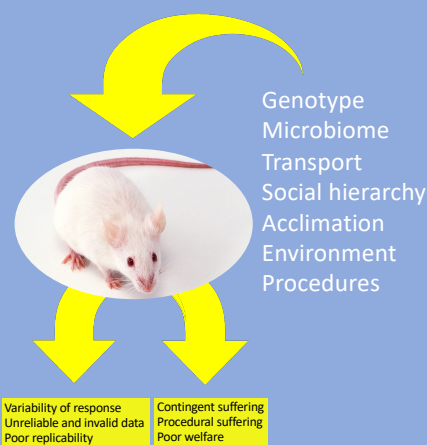 Genotype
Microbiome
Transport
Social hierarchy
Acclimation
Environment
Procedures
Variability of response
Unreliable and invalid data
Poor replicability
Contingent suffering
Procedural suffering
Poor welfare